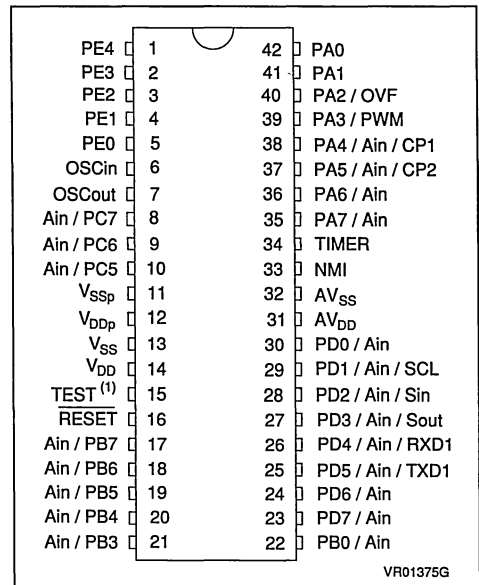 PE4 1 42 PA0
PE3 2 41 PA1
PE2 3 40 PA2 / OVF
PE1 4 39 PA3 / PWM
PE0 5 38 PA4 / Ain / CP1
OSCin 6 37 PA5 / Ain / CP2
OSCout 7 36 PA6 / Ain
Ain / PC7 8 35 PA7 / Ain
Ain / PC6 9 34 TIMER
Ain / PC5 10 33 NMI
VSSp 11 32 AVSS
VDDp 12 31 AVDD
VSS 13 30 PD0 / Ain
VDD 14 29 PD1 / Ain / SCL
TEST (1) 15 28 PD2 / Ain / Sin
RESET 16 27 PD3 / Ain / Sout
Ain / PB7 17 26 PD4 / Ain / RXD1
Ain / PB6 18 25 PD5 / Ain / TXD1
Ain / PB5 19 24 PD6 / Ain
Ain / PB4 20 23 PD7 / Ain
Ain / PB3 21 22 PB0 / Ain
VR01375G